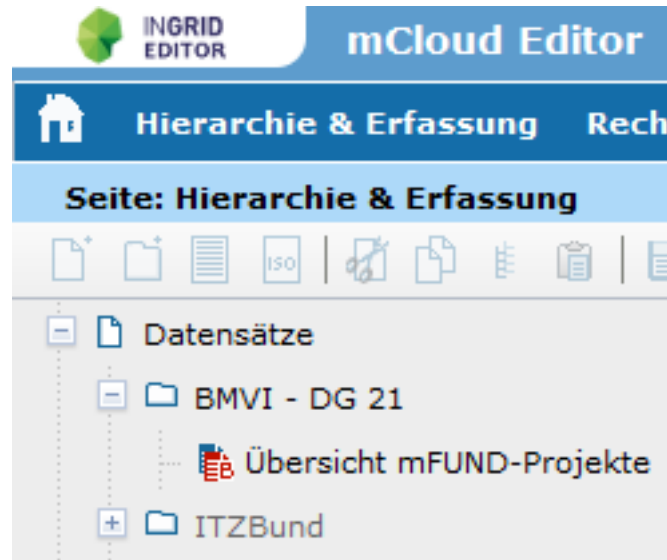 INGRID
EDITOR
mCloud Editor
Hierarchie & Erfassung Rech
Seite: Hierarchie & Erfassung
ISO
Datensätze
BMVI - DG 21
B Übersicht mFUND-Projekte
ITZBund